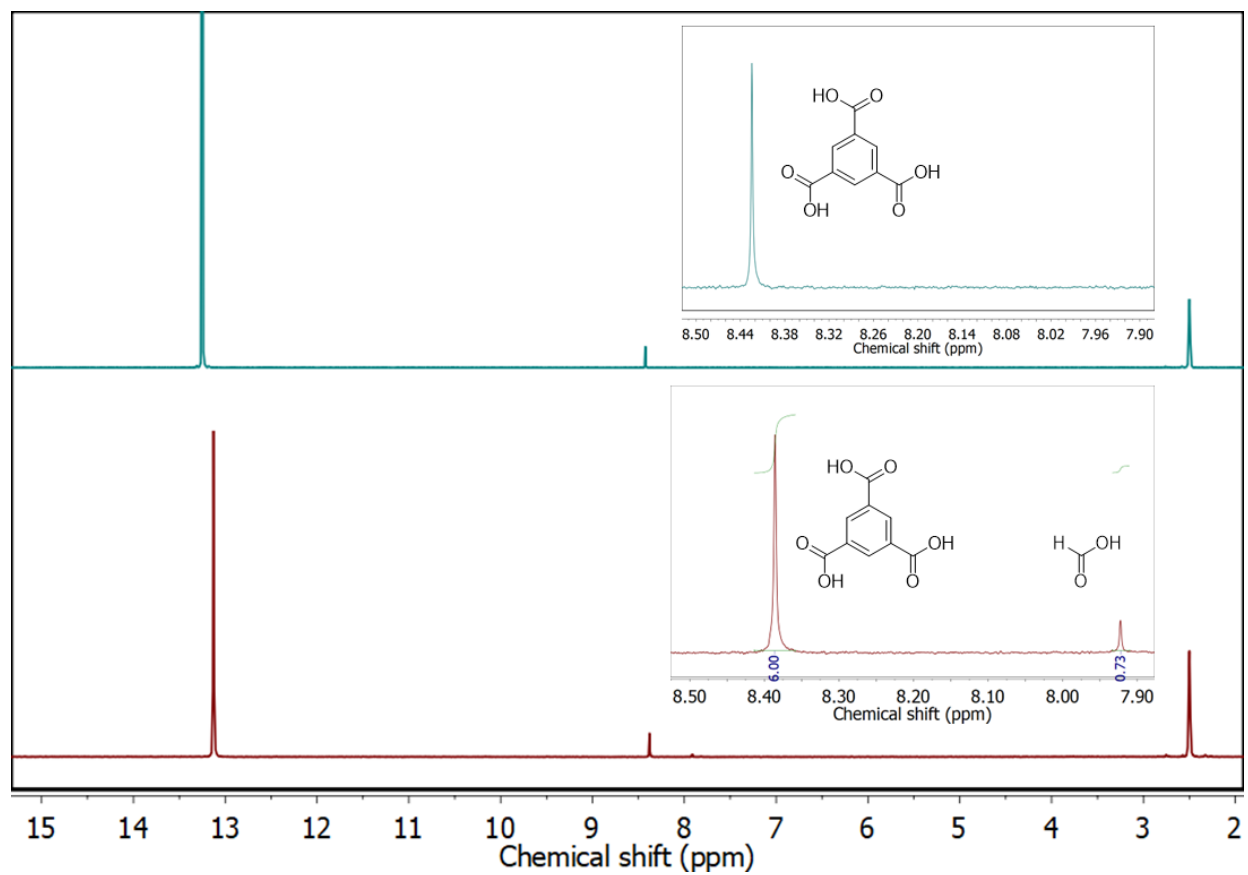 HO
O
O
OH
OH
O
8.50 8.44 8.38 8.32 8.26 8.20 8.14 8.08 8.02 7.96 7.90
Chemical shift (ppm)
HO
O
O
OH
OH
O
H
OH
O
6.00
0.73
8.50 8.40 8.30 8.20 8.10 8.00 7.90
Chemical shift (ppm)
15 14 13 12 11 10 9 8 7 6 5 4 3 2
Chemical shift (ppm)